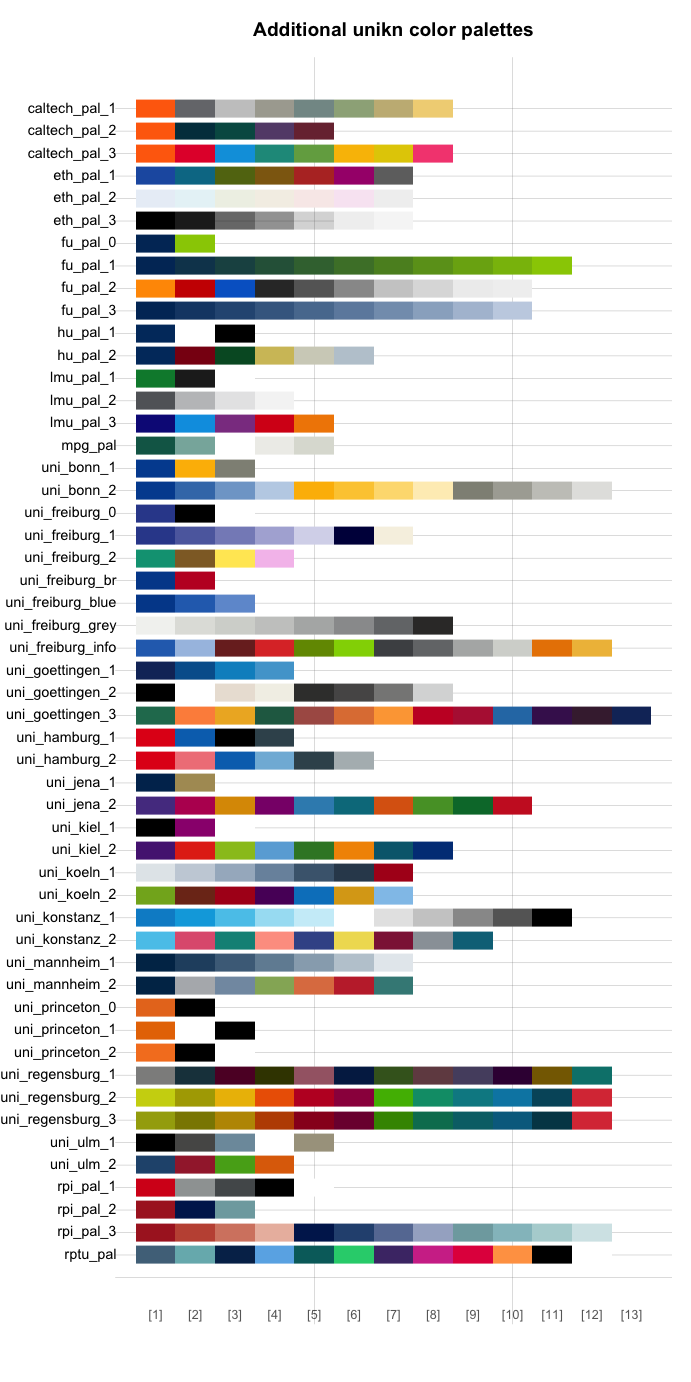 Additional unikn color palettes
caltech_pal_1
caltech_pal_2
caltech_pal_3
eth_pal_1
eth_pal_2
eth_pal_3
fu_pal_0
fu_pal_1
fu_pal_2
fu_pal_3
hu_pal_1
hu_pal_2
lmu_pal_1
lmu_pal_2
lmu_pal_3
mpg_pal
uni_bonn_1
uni_bonn_2
uni_freiburg_0
uni_freiburg_1
uni_freiburg_2
uni_freiburg_br
uni_freiburg_blue
uni_freiburg_grey
uni_freiburg_info
uni_goettingen_1
uni_goettingen_2
uni_goettingen_3
uni_hamburg_1
uni_hamburg_2
uni_jena_1
uni_jena_2
uni_kiel_1
uni_kiel_2
uni_koeln_1
uni_koeln_2
uni_konstanz_1
uni_konstanz_2
uni_mannheim_1
uni_mannheim_2
uni_princeton_0
uni_princeton_1
uni_princeton_2
uni_regensburg_1
uni_regensburg_2
uni_regensburg_3
uni_ulm_1
uni_ulm_2
rpi_pal_1
rpi_pal_2
rpi_pal_3
rptu_pal
[1] [2] [3] [4] [5] [6] [7] [8] [9] [10] [11] [12] [13]